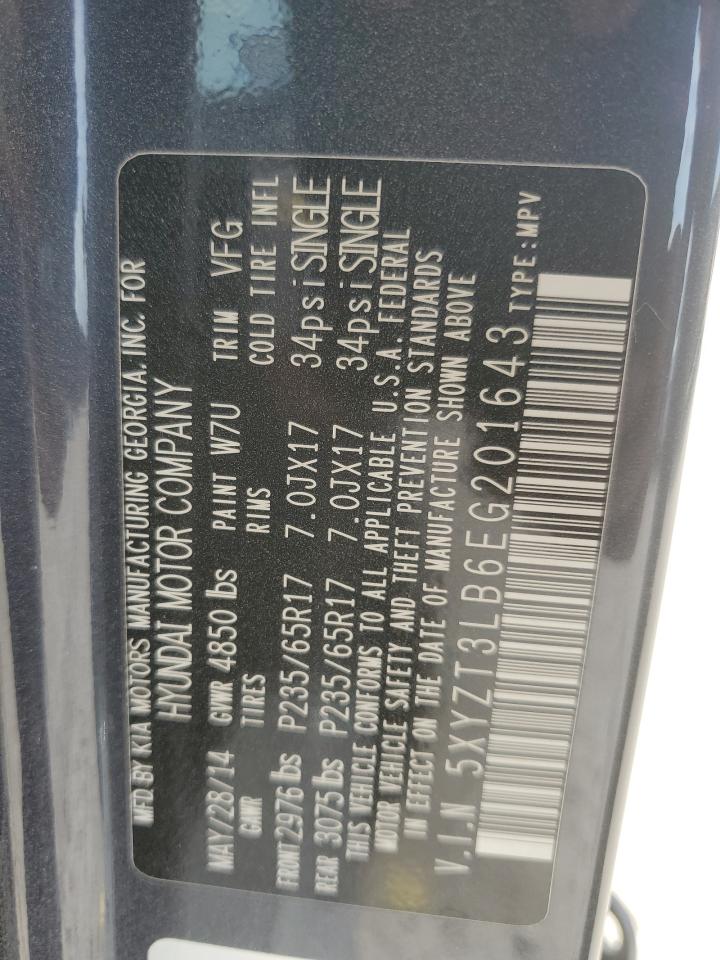 MFD BY KIA MOTORS MANUFACTURING GEORGIA, INC. FOR
HYUNDAI MOTOR COMPANY
MAY/28/14 GVWR 4850 lbs PAINT W7U TRIM VFG
GAWR TIRES RIMS COLD TIRE INFL
FRONT 2976 lbs P235/65R17 7.0JX17 34psi SINGLE
REAR 3075 lbs P235/65R17 7.0JX17 34psi SINGLE
THIS VEHICLE CONFORMS TO ALL APPLICABLE U.S.A. FEDERAL
MOTOR VEHICLE SAFETY AND THEFT PREVENTION STANDARDS
IN EFFECT ON THE DATE OF MANUFACTURE SHOWN ABOVE
V.I.N 5XYZT3LB6EG201643 TYPE:MPV